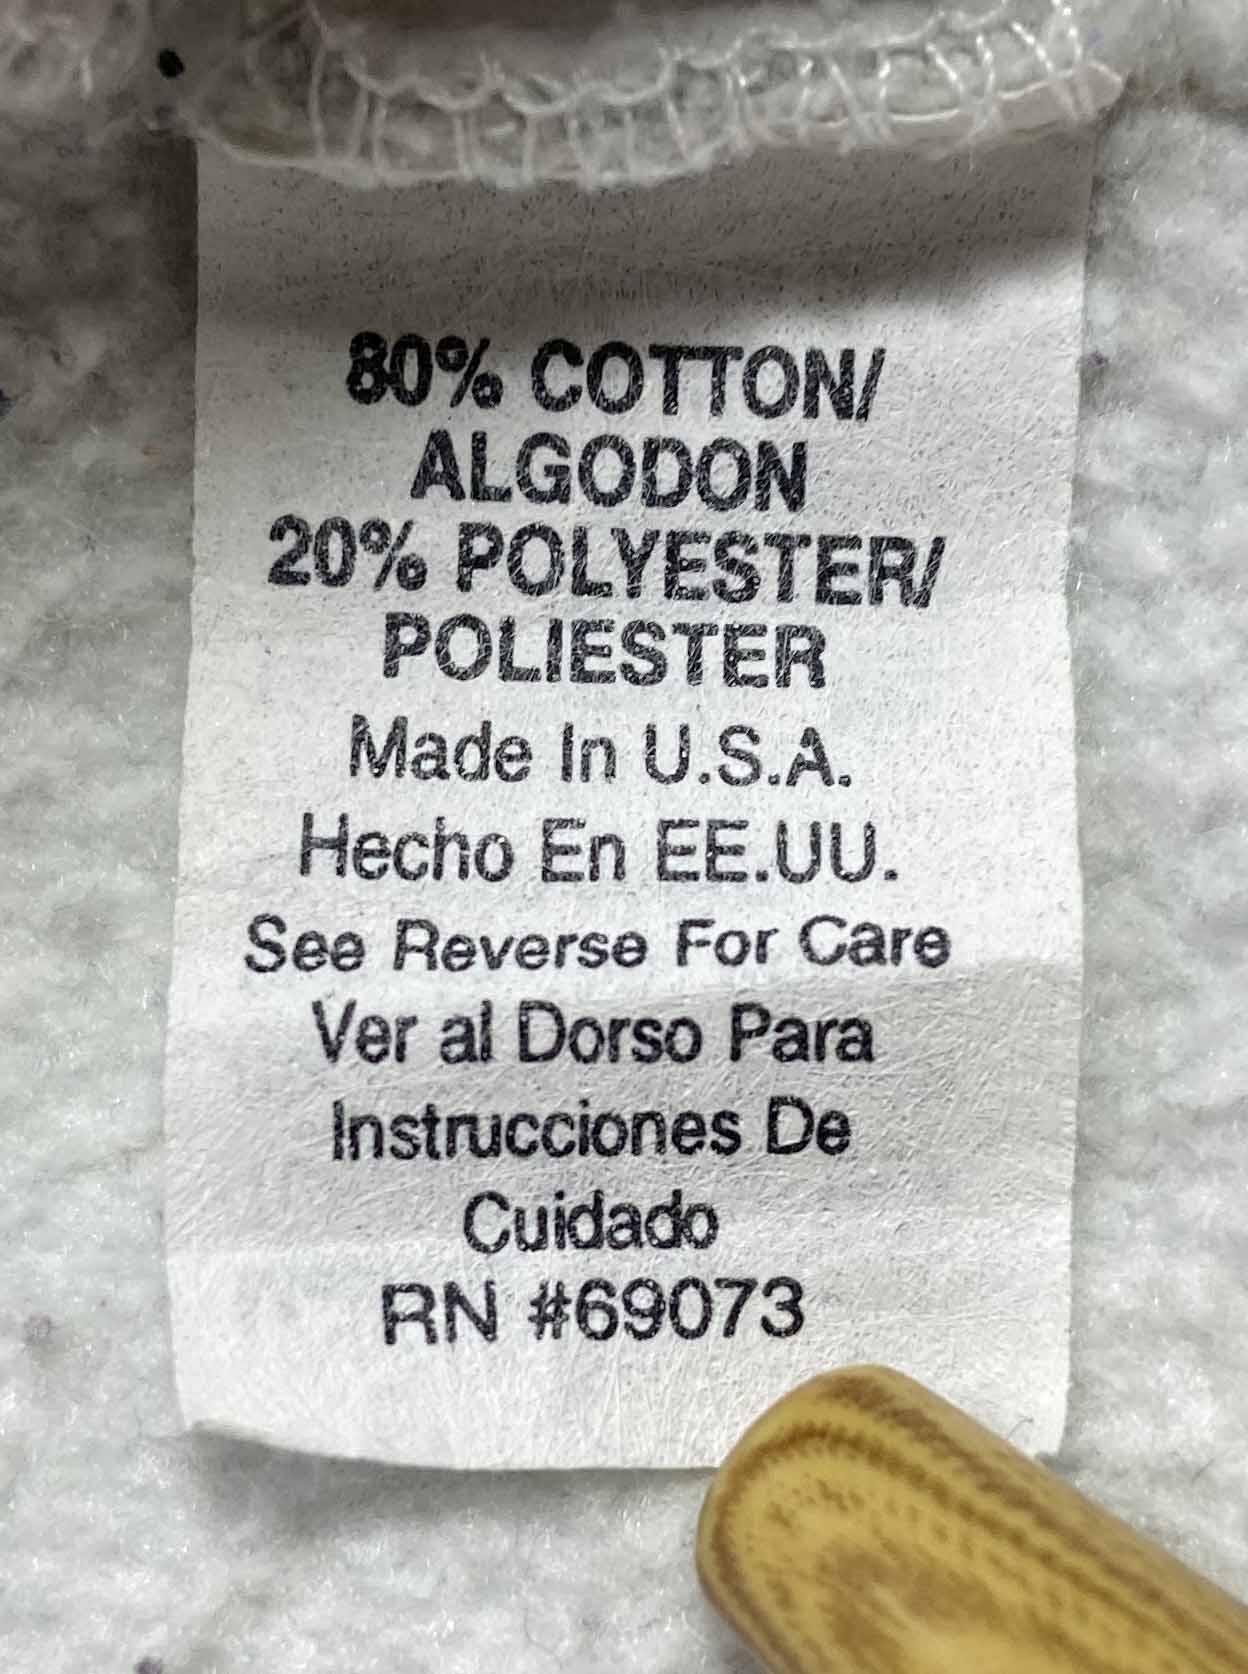 80% COTTON/
ALGODON
20% POLYESTER/
POLIESTER
Made In U.S.A.
Hecho En EE.UU.
See Reverse For Care
Ver al Dorso Para
Instrucciones De
Cuidado
RN #69073